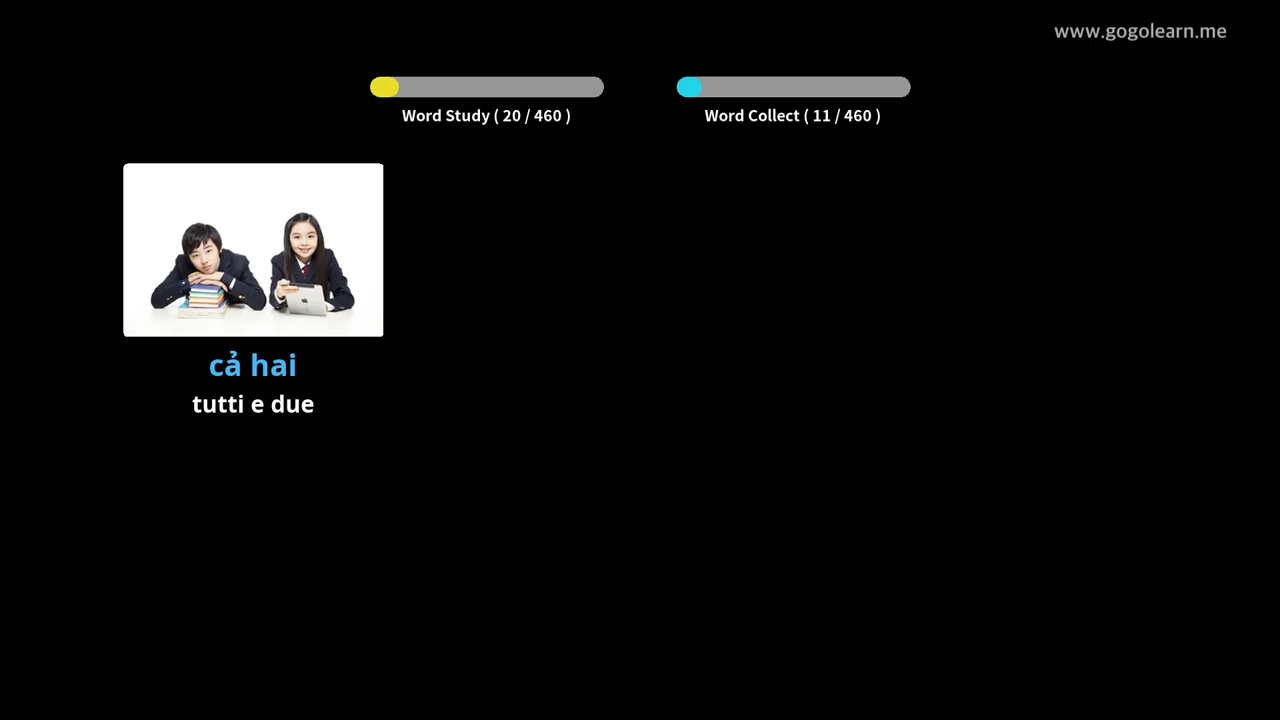 www.gogolearn.me
Word Study ( 20 / 460 )
Word Collect ( 11 / 460 )
cả hai
tutti e due